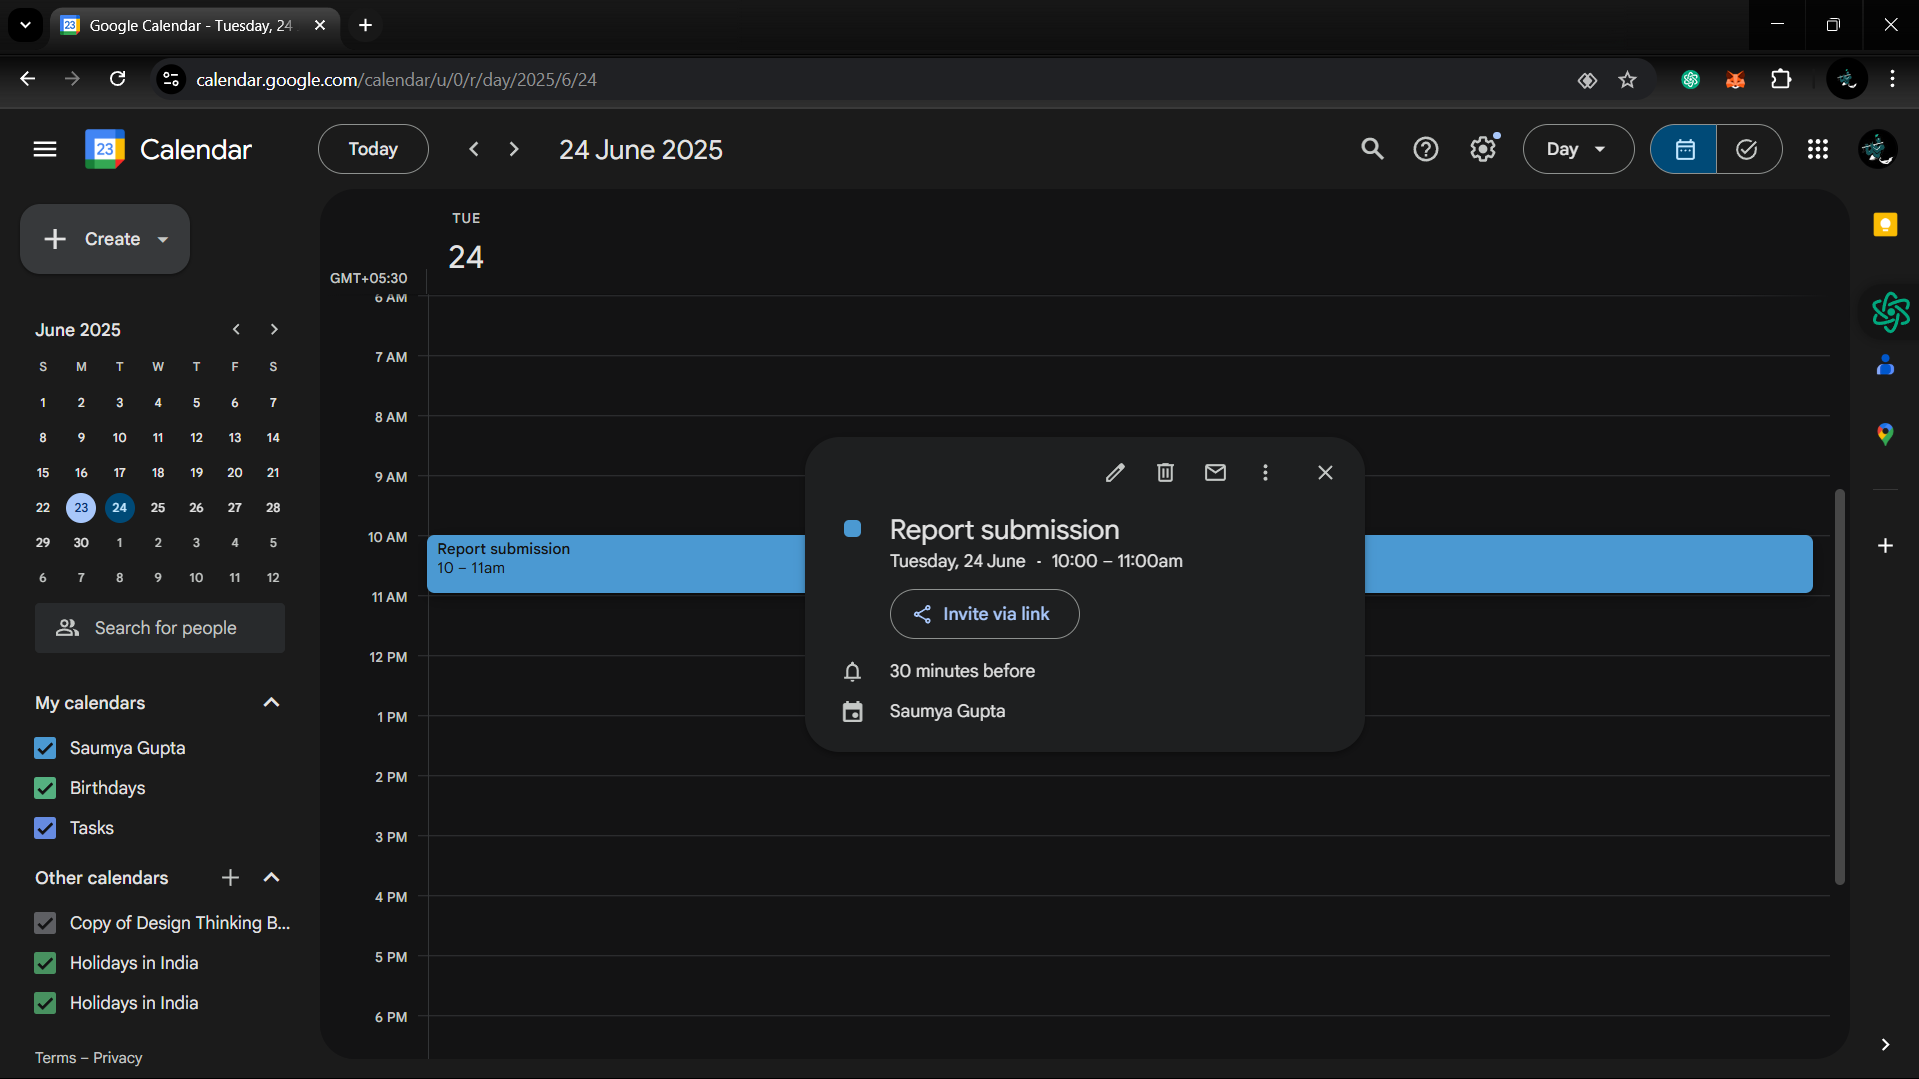 23 Google Calendar - Tuesday, 24
calendar.google.com/calendar/u/0/r/day/2025/6/24
23 Calendar
Today
24 June 2025
Day
Create
TUE
24
GMT+05:30
June 2025
S M T W T F S
1 2 3 4 5 6 7
8 9 10 11 12 13 14
15 16 17 18 19 20 21
22 23 24 25 26 27 28
29 30 1 2 3 4 5
6 7 8 9 10 11 12
Search for people
My calendars
Saumya Gupta
Birthdays
Tasks
Other calendars
Copy of Design Thinking B...
Holidays in India
Holidays in India
Terms – Privacy
6 AM
7 AM
8 AM
9 AM
10 AM
11 AM
12 PM
1 PM
2 PM
3 PM
4 PM
5 PM
6 PM
Report submission
10 – 11am
Report submission
Tuesday, 24 June · 10:00 – 11:00am
Invite via link
30 minutes before
Saumya Gupta